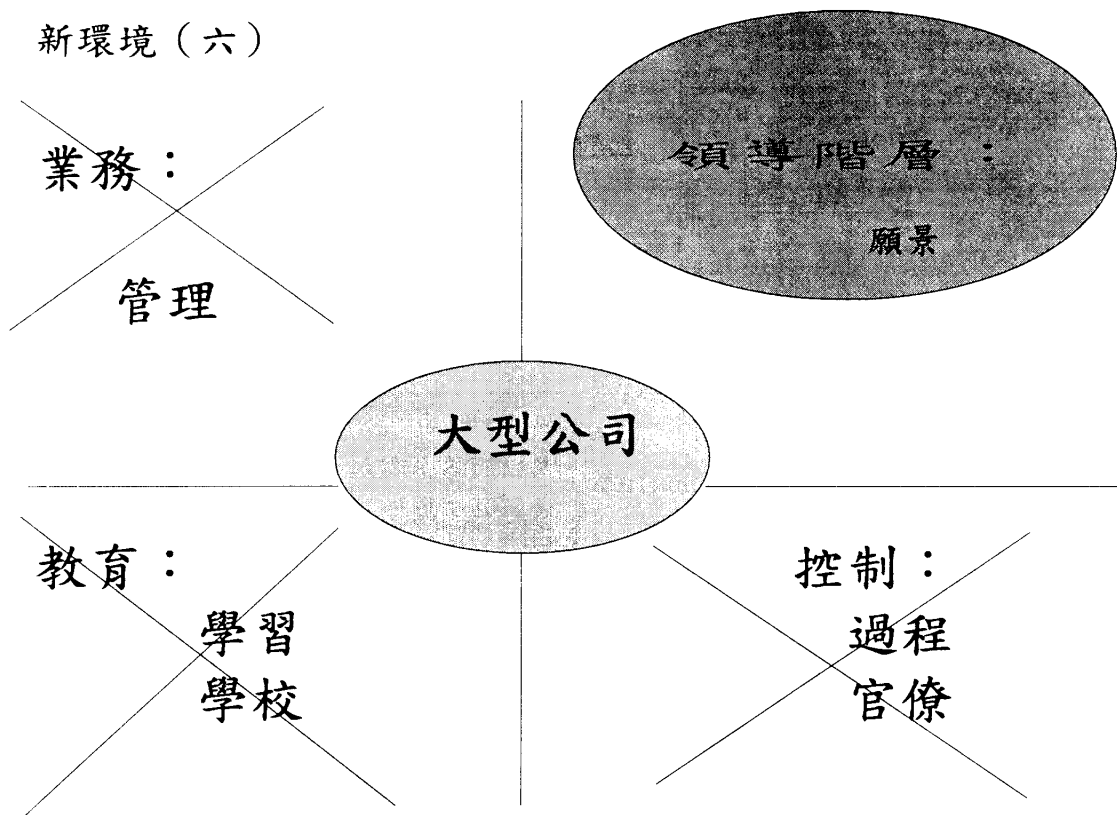 新環境（六）
業務：
管理
領導階層：
願景
大型公司
教育：
學習
學校
控制：
過程
官僚